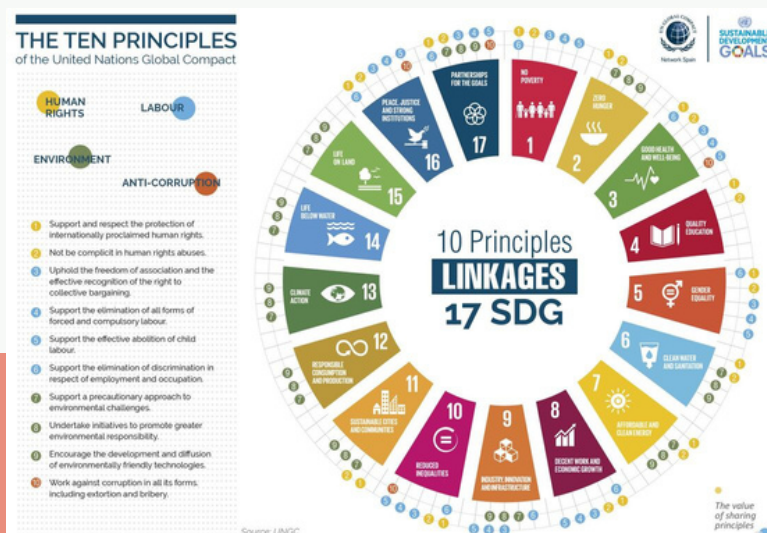 THE TEN PRINCIPLES
of the United Nations Global Compact
HUMAN
RIGHTS
LABOUR
ENVIRONMENT
ANTI-CORRUPTION
1 Support and respect the protection of
internationally proclaimed human rights.
2 Not be complicit in human rights abuses.
3 Uphold the freedom of association and the
effective recognition of the right to
collective bargaining.
4 Support the elimination of all forms of
forced and compulsory labour.
5 Support the effective abolition of child
labour.
6 Support the elimination of discrimination in
respect of employment and occupation.
7 Support a precautionary approach to
environmental challenges.
8 Undertake initiatives to promote greater
environmental responsibility.
9 Encourage the development and diffusion
of environmentally friendly technologies.
10 Work against corruption in all its forms,
including extortion and bribery.
Source: UNGC
Network Spain
SUSTAINABLE
DEVELOPMENT
GOALS
10 Principles
LINKAGES
17 SDG
NO
POVERTY
1
ZERO
HUNGER
2
GOOD HEALTH
AND WELL-BEING
3
QUALITY
EDUCATION
4
GENDER
EQUALITY
5
CLEAN WATER
AND SANITATION
6
AFFORDABLE AND
CLEAN ENERGY
7
DECENT WORK AND
ECONOMIC GROWTH
8
INDUSTRY, INNOVATION
AND INFRASTRUCTURE
9
REDUCED
INEQUALITIES
10
SUSTAINABLE CITIES
AND COMMUNITIES
11
RESPONSIBLE
CONSUMPTION
AND PRODUCTION
12
CLIMATE
ACTION
13
LIFE
BELOW WATER
14
LIFE
ON LAND
15
PEACE, JUSTICE
AND STRONG
INSTITUTIONS
16
PARTNERSHIPS
FOR THE GOALS
17
The value
of sharing
principles